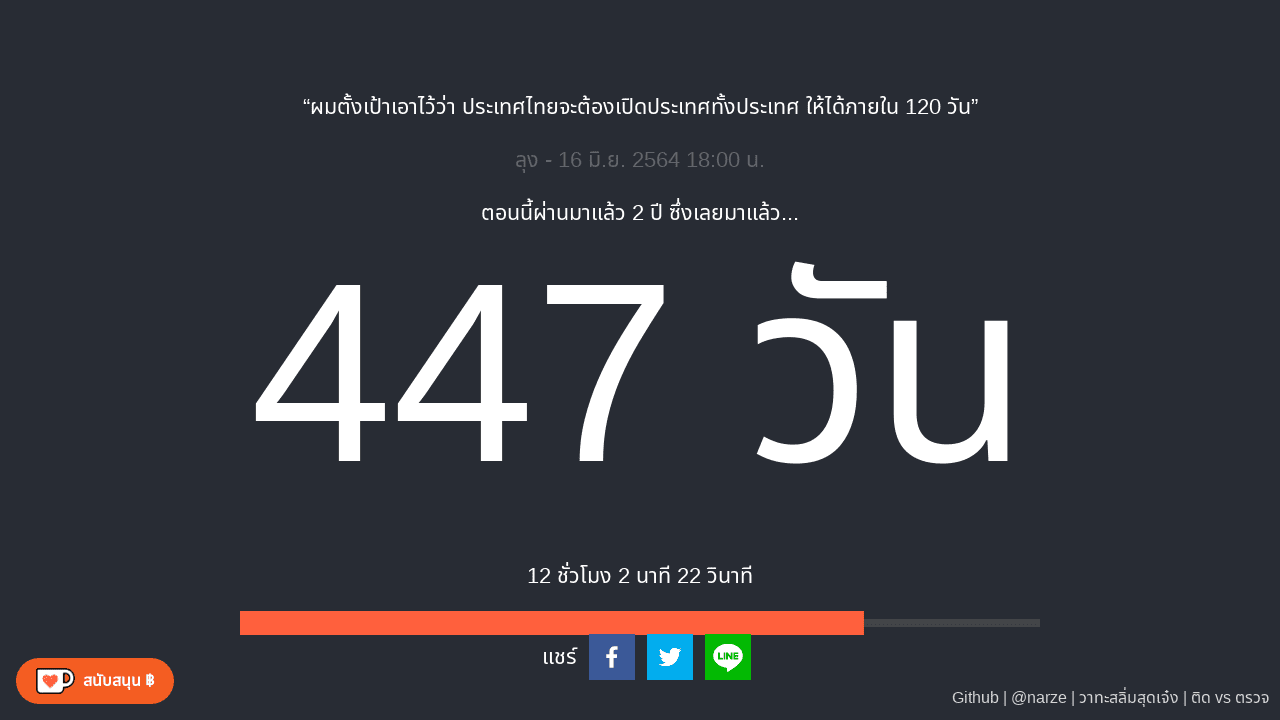 “ผมตั้งเป้าเอาไว้ว่า ประเทศไทยจะต้องเปิดประเทศทั้งประเทศ ให้ได้ภายใน 120 วัน”
ลุง - 16 มิ.ย. 2564 18:00 น.
ตอนนี้ผ่านมาแล้ว 2 ปี ซึ่งเลยมาแล้ว...
447 วัน
12 ชั่วโมง 2 นาที 22 วินาที
แชร์
LINE
สนับสนุน ฿
Github | @narze | วาทะสลิ่มสุดเจ๋ง | ติด vs ตรวจ